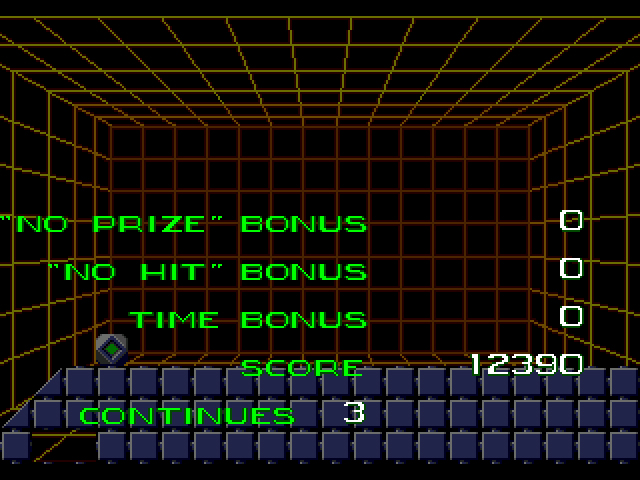 "NO PRIZE" BONUS 0
"NO HIT" BONUS 0
TIME BONUS 0
SCORE 12390
CONTINUES 3